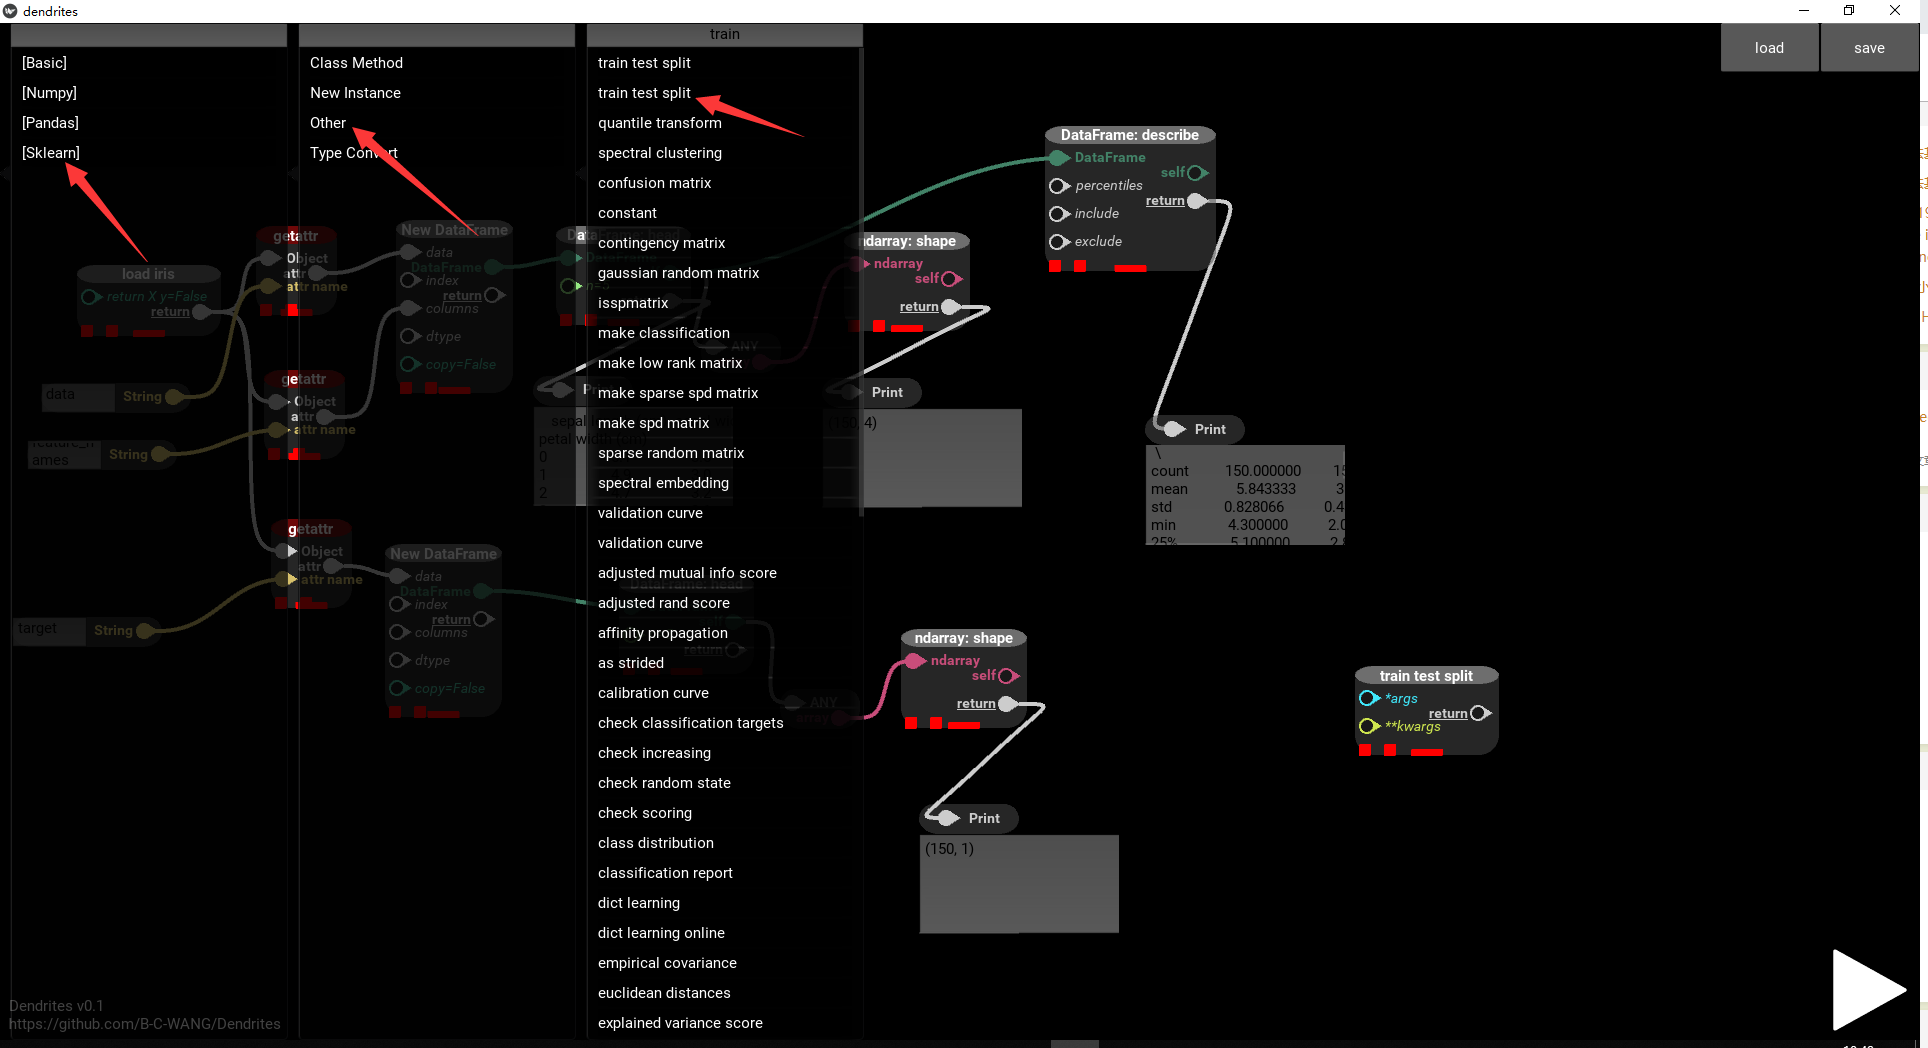 dendrites
load
save
[Basic]
[Numpy]
[Pandas]
[Sklearn]
Class Method
New Instance
Other
Type Convert
train
train test split
train test split
quantile transform
spectral clustering
confusion matrix
constant
contingency matrix
gaussian random matrix
isspmatrix
make classification
make low rank matrix
make sparse spd matrix
make spd matrix
sparse random matrix
spectral embedding
validation curve
validation curve
adjusted mutual info score
adjusted rand score
affinity propagation
as strided
calibration curve
check classification targets
check increasing
check random state
check scoring
class distribution
classification report
dict learning
dict learning online
empirical covariance
euclidean distances
explained variance score
load iris
return X y=False
return
data
String
String
ames
target
String
getattr
Object
attr
attr name
getattr
Object
attr
attr name
getattr
Object
attr
attr name
New DataFrame
data
DataFrame
index
return
columns
dtype
copy=False
New DataFrame
data
DataFrame
index
return
columns
dtype
copy=False
ANY
petal width
0
1
2
ndarray: shape
ndarray
self
return
Print
DataFrame: describe
DataFrame
self
percentiles
return
include
exclude
Print
\
count 150.000000
mean 5.843333
std 0.828066
min 4.300000
25% 5.100000
return
ANY
array
ndarray: shape
ndarray
self
return
Print
(150, 1)
train test split
*args
return
**kwargs
Dendrites v0.1
https://github.com/B-C-WANG/Dendrites